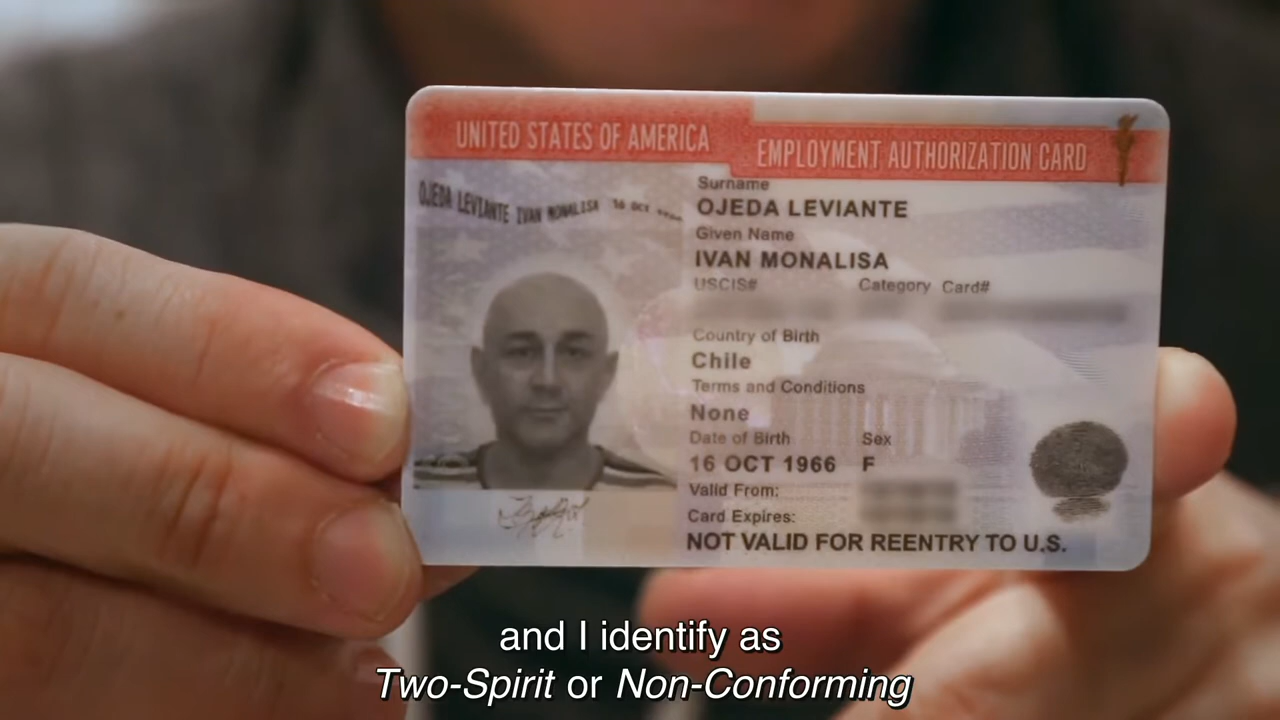 UNITED STATES OF AMERICA
EMPLOYMENT AUTHORIZATION CARD
OJEDA LEVIANTE IVAN MONALISA 16 OCT
Surname
OJEDA LEVIANTE
Given Name
IVAN MONALISA
USCIS# Category Card#
Country of Birth
Chile
Terms and Conditions
None
Date of Birth Sex
16 OCT 1966 F
Valid From:
Card Expires:
NOT VALID FOR REENTRY TO U.S.
and I identify as
Two-Spirit or Non-Conforming